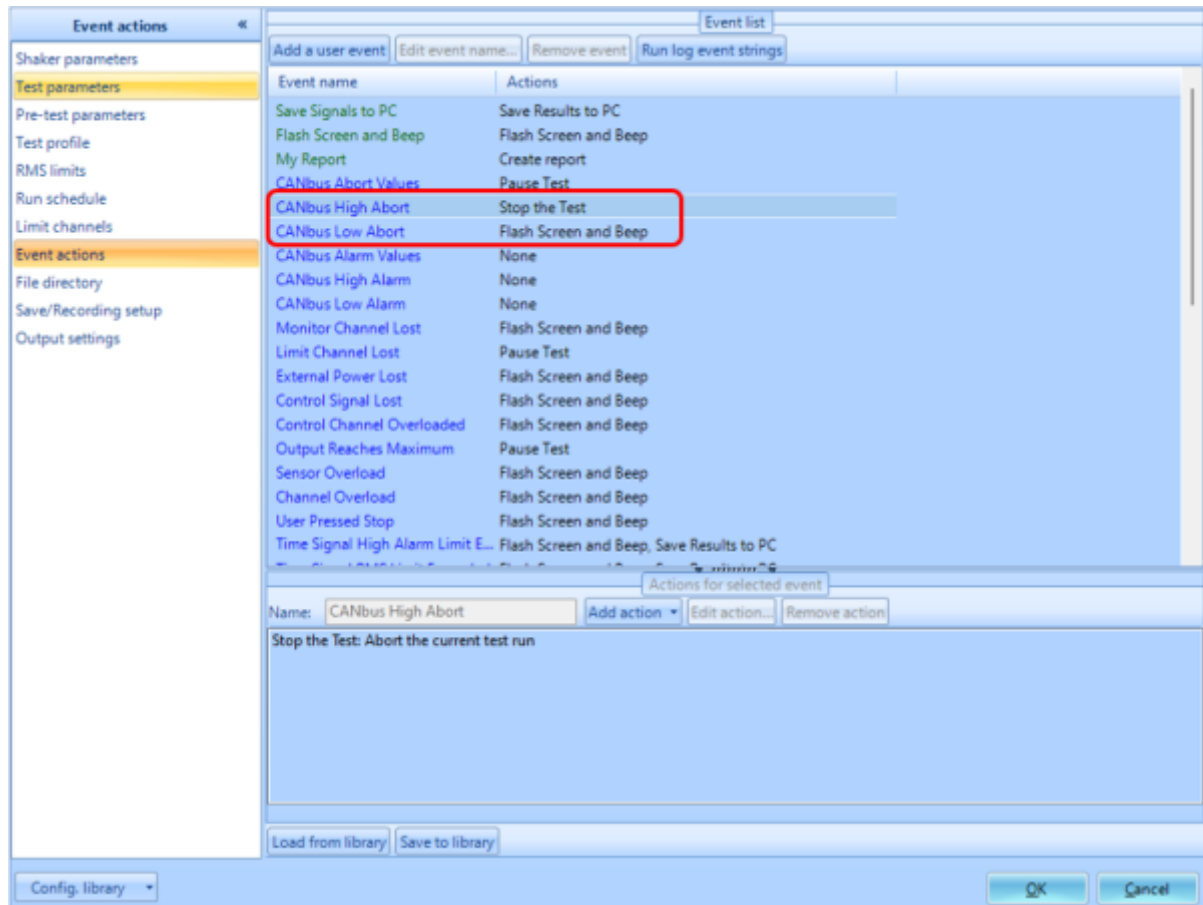 Event actions «
Shaker parameters
Test parameters
Pre-test parameters
Test profile
RMS limits
Run schedule
Limit channels
Event actions
File directory
Save/Recording setup
Output settings
Event list
Add a user event Edit event name... Remove event Run log event strings
Event name Actions
Save Signals to PC Save Results to PC
Flash Screen and Beep Flash Screen and Beep
My Report Create report
CANbus Abort Values Pause Test
CANbus High Abort Stop the Test
CANbus Low Abort Flash Screen and Beep
CANbus Alarm Values None
CANbus High Alarm None
CANbus Low Alarm None
Monitor Channel Lost Flash Screen and Beep
Limit Channel Lost Pause Test
External Power Lost Flash Screen and Beep
Control Signal Lost Flash Screen and Beep
Control Channel Overloaded Flash Screen and Beep
Output Reaches Maximum Pause Test
Sensor Overload Flash Screen and Beep
Channel Overload Flash Screen and Beep
User Pressed Stop Flash Screen and Beep
Time Signal High Alarm Limit E... Flash Screen and Beep, Save Results to PC
Actions for selected event
Name: CANbus High Abort Add action Edit action... Remove action
Stop the Test: Abort the current test run
Load from library Save to library
Config. library OK Cancel